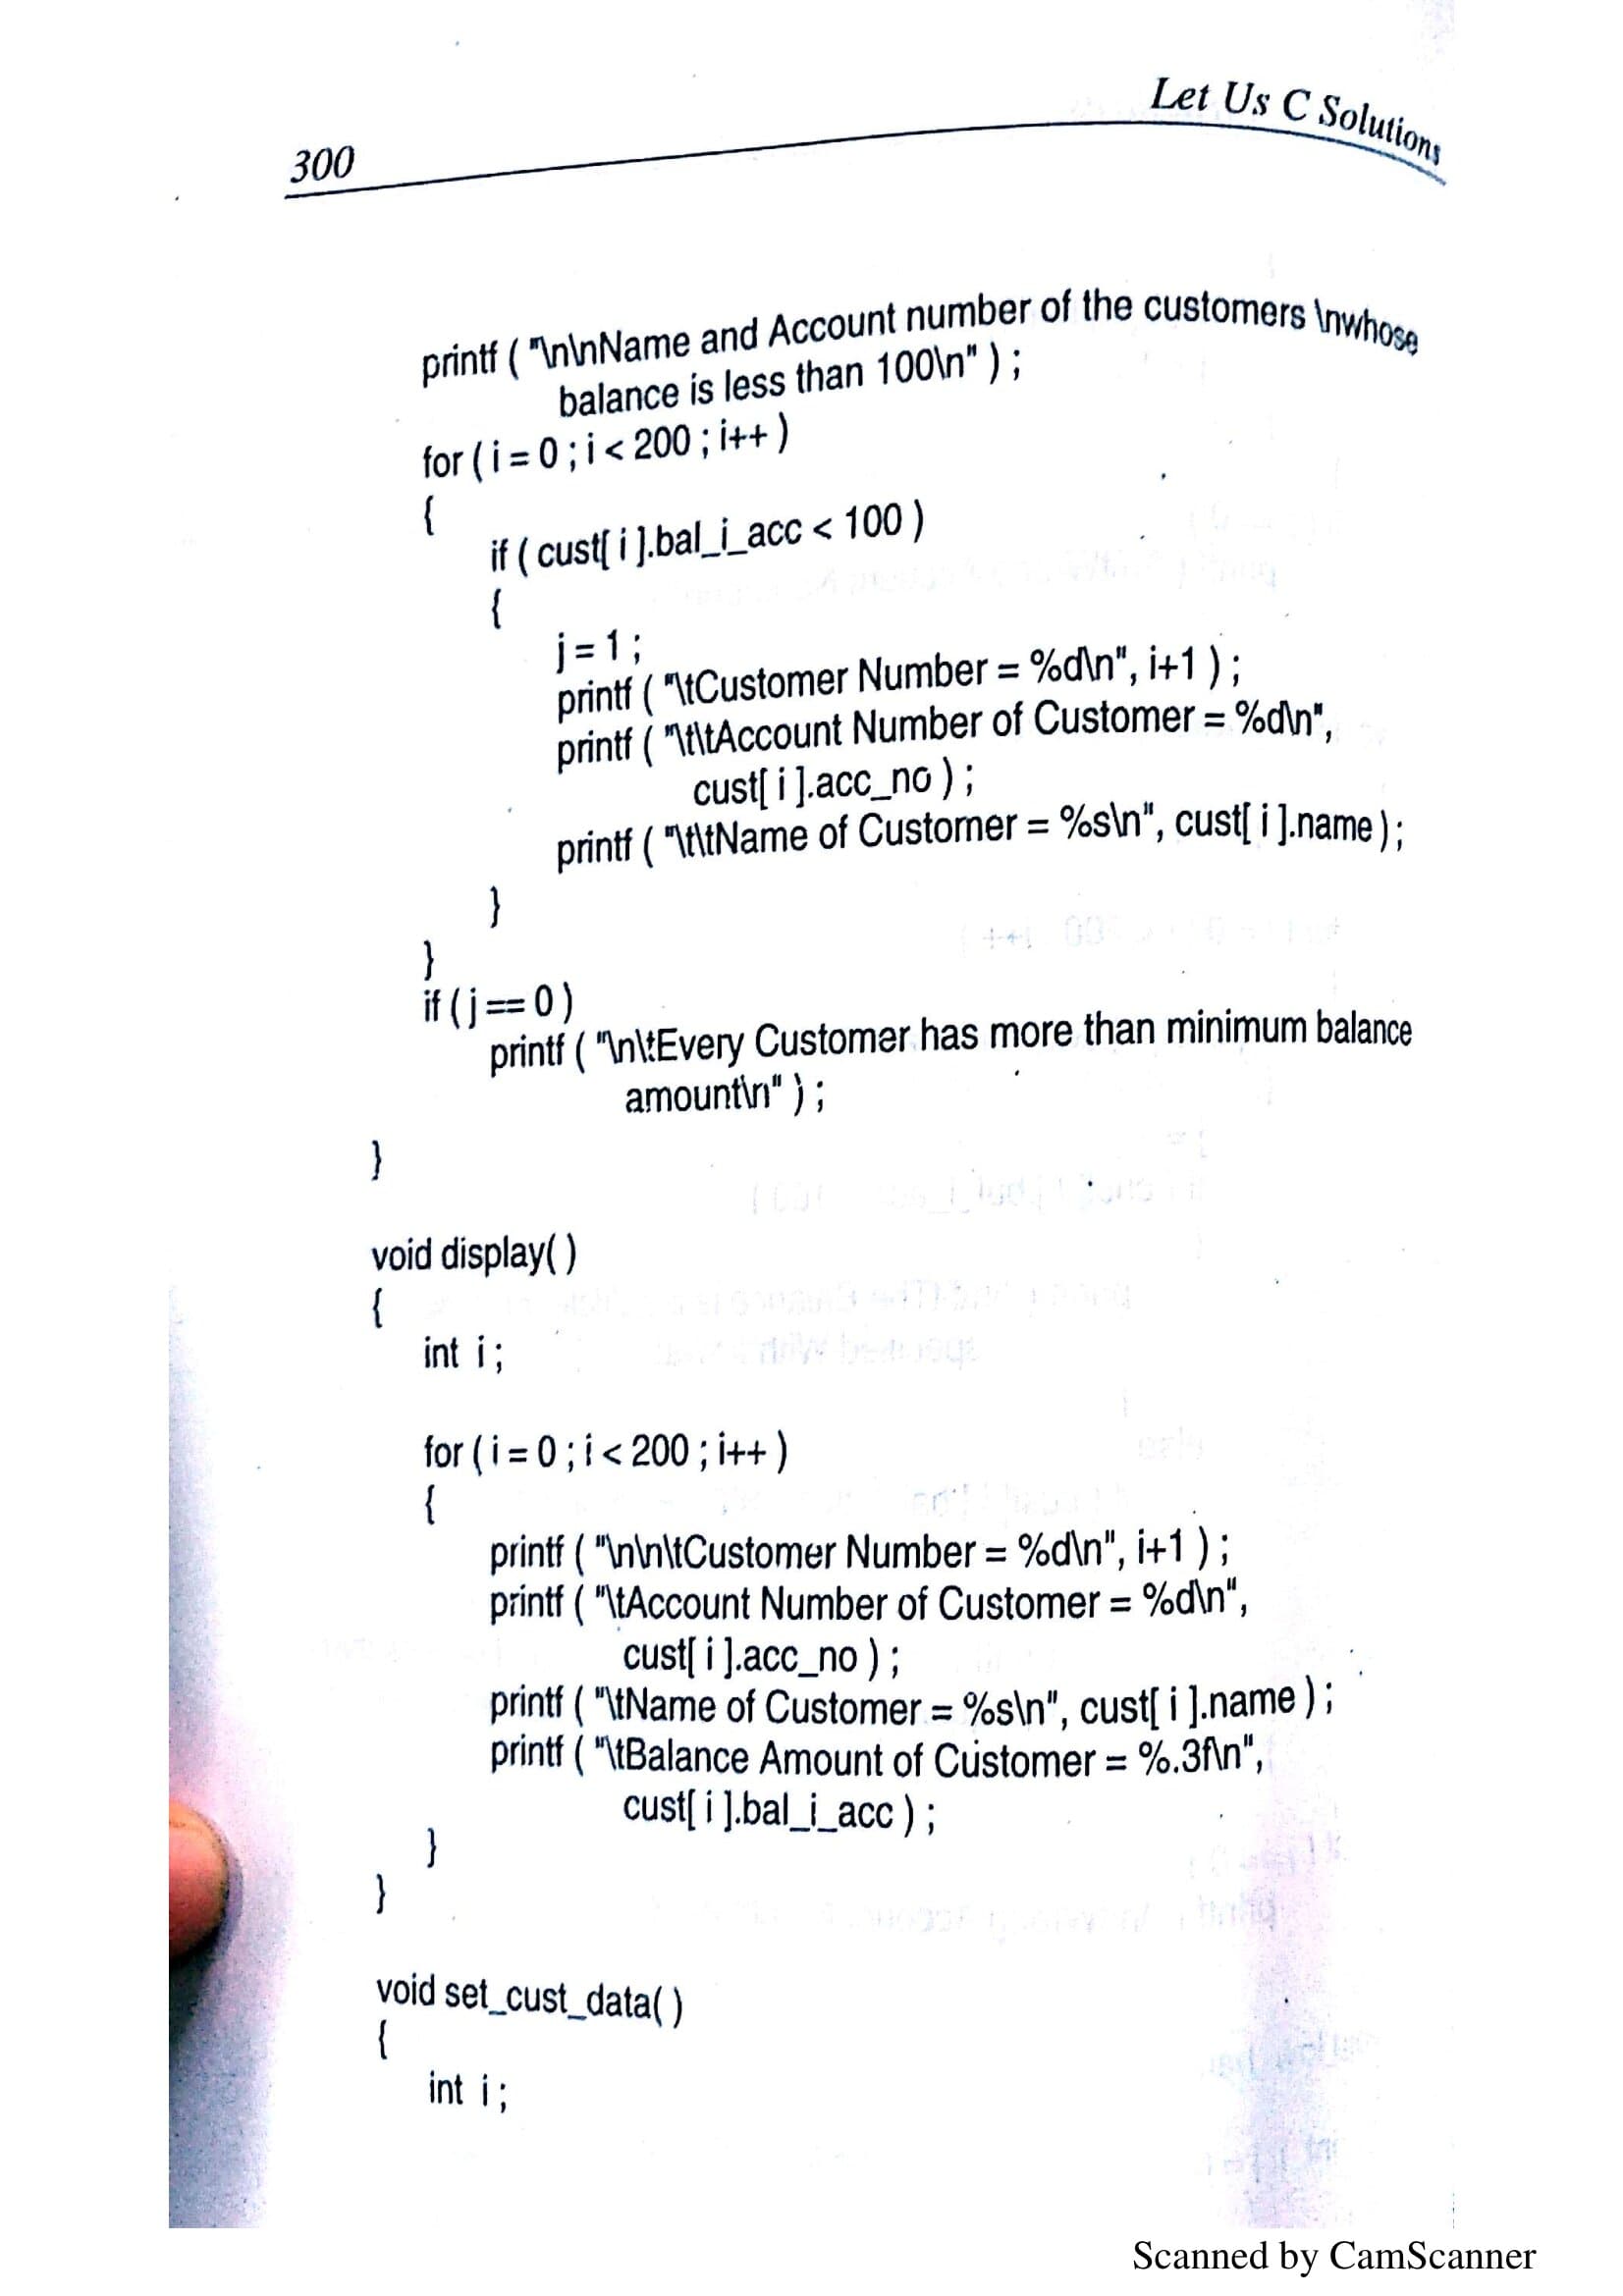 300
Let Us C Solutions
printf ( "\n\nName and Account number of the customers \nwhose
balance is less than 100\n" ) ;
for ( i = 0 ; i < 200 ; i++ )
{
if ( cust[ i ].bal_i_acc < 100 )
{
j = 1 ;
printf ( "\tCustomer Number = %d\n", i+1 ) ;
printf ( "\t\tAccount Number of Customer = %d\n",
cust[ i ].acc_no ) ;
printf ( "\t\tName of Customer = %s\n", cust[ i ].name ) ;
}
}
if ( j == 0 )
printf ( "\n\tEvery Customer has more than minimum balance
amount\n" ) ;
}
void display( )
{
int i ;
for ( i = 0 ; i < 200 ; i++ )
{
printf ( "\n\n\tCustomer Number = %d\n", i+1 ) ;
printf ( "\tAccount Number of Customer = %d\n",
cust[ i ].acc_no ) ;
printf ( "\tName of Customer = %s\n", cust[ i ].name ) ;
printf ( "\tBalance Amount of Customer = %.3f\n",
cust[ i ].bal_i_acc ) ;
}
}
void set_cust_data( )
{
int i ;
Scanned by CamScanner